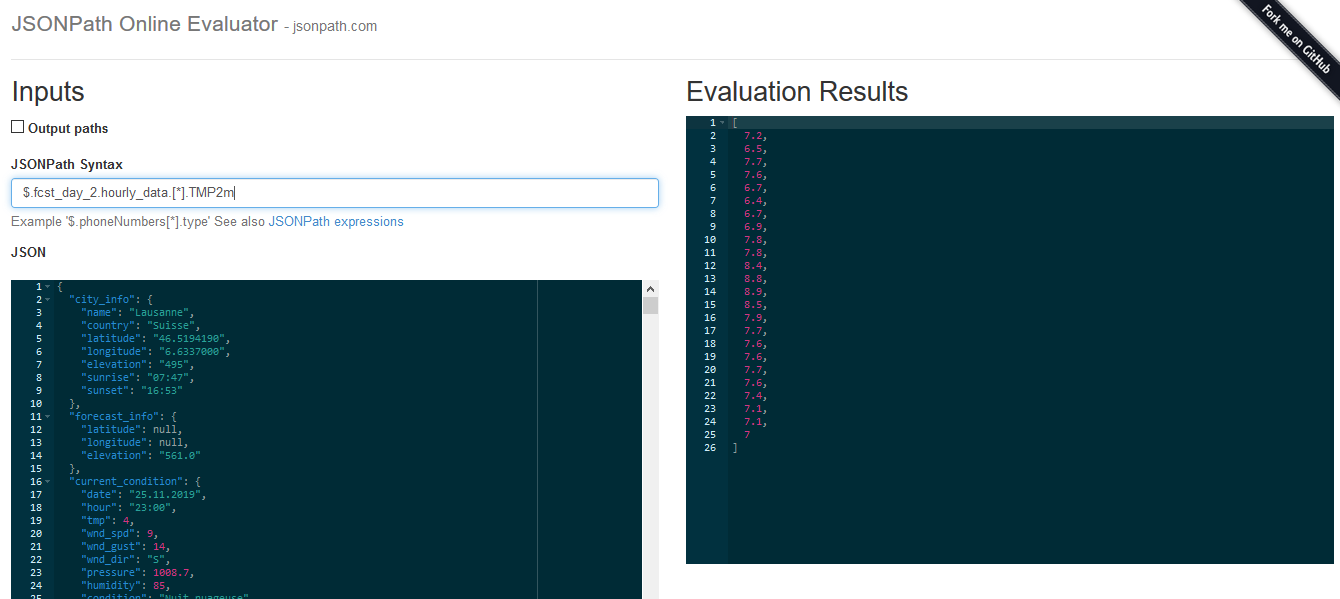 JSONPath Online Evaluator - jsonpath.com
Fork me on GitHub
Inputs
Output paths
JSONPath Syntax
$.fcst_day_2.hourly_data.[*].TMP2m
Example '$.phoneNumbers[*].type' See also JSONPath expressions
JSON
1 {
2 "city_info": {
3 "name": "Lausanne",
4 "country": "Suisse",
5 "latitude": "46.5194190",
6 "longitude": "6.6337000",
7 "elevation": "495",
8 "sunrise": "07:47",
9 "sunset": "16:53"
10 },
11 "forecast_info": {
12 "latitude": null,
13 "longitude": null,
14 "elevation": "561.0"
15 },
16 "current_condition": {
17 "date": "25.11.2019",
18 "hour": "23:00",
19 "tmp": 4,
20 "wnd_spd": 9,
21 "wnd_gust": 14,
22 "wnd_dir": "S",
23 "pressure": 1008.7,
24 "humidity": 85,
25 "condition": "Nuit nuageuse"
Evaluation Results
1 [
2 7.2,
3 6.5,
4 7.7,
5 7.6,
6 6.7,
7 6.4,
8 6.7,
9 6.9,
10 7.8,
11 7.8,
12 8.4,
13 8.8,
14 8.9,
15 8.5,
16 7.9,
17 7.7,
18 7.6,
19 7.6,
20 7.7,
21 7.6,
22 7.4,
23 7.1,
24 7.1,
25 7
26 ]